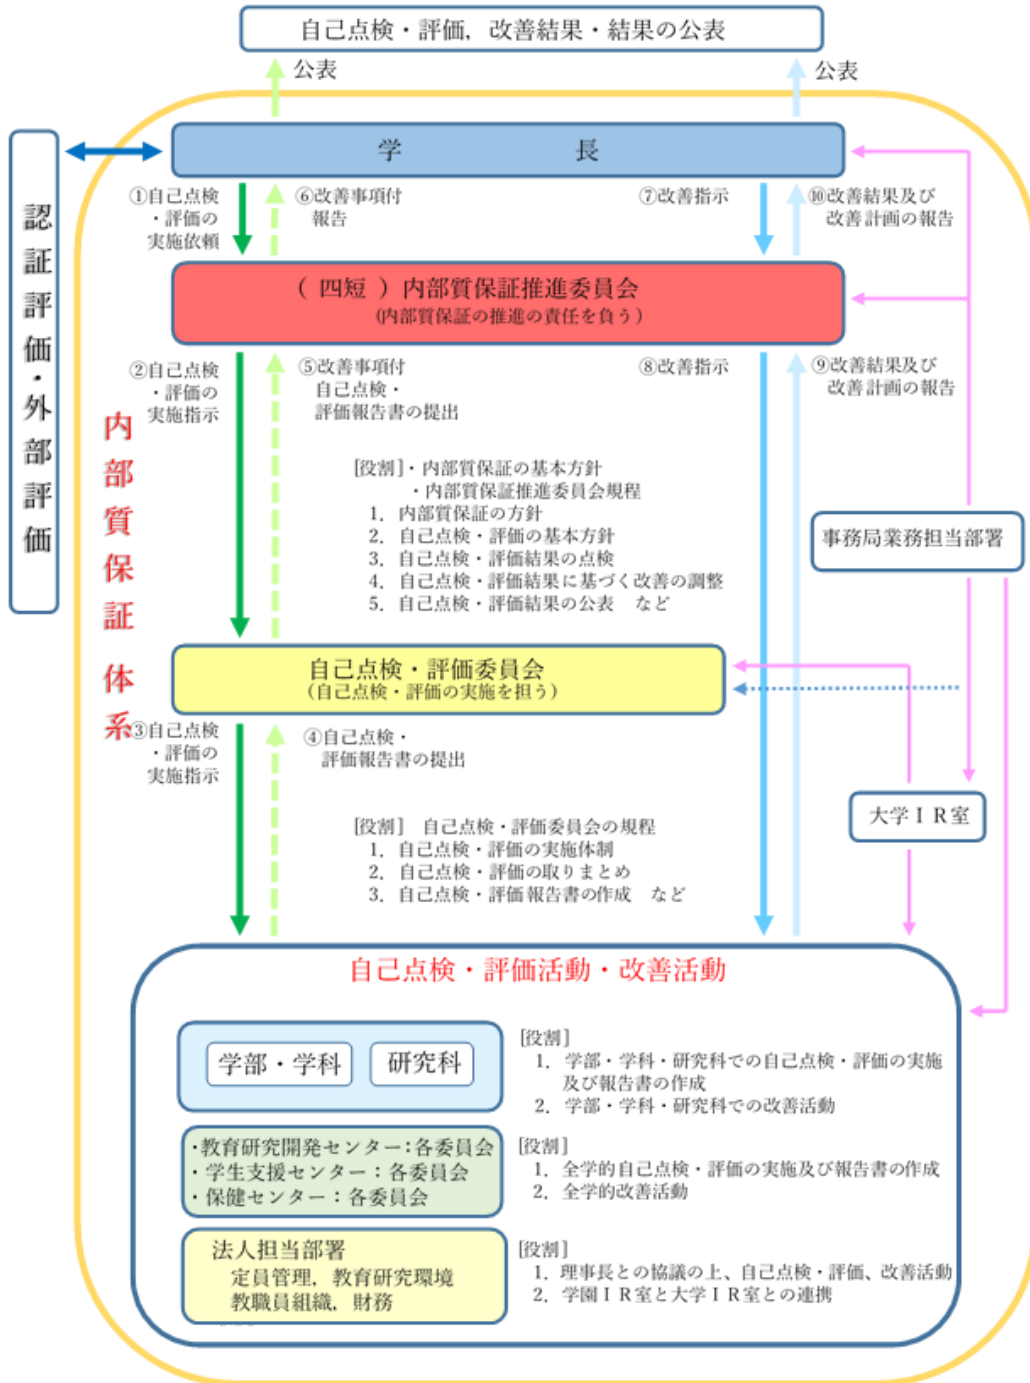 自己点検・評価，改善結果・結果の公表
公表
公表
学長
認証評価・外部評価
①自己点検
・評価の
実施依頼
⑥改善事項付
報告
⑦改善指示
⑩改善結果及び
改善計画の報告
（四短）内部質保証推進委員会
（内部質保証の推進の責任を負う）
②自己点検
・評価の
実施指示
⑤改善事項付
自己点検・
評価報告書の提出
⑧改善指示
⑨改善結果及び
改善計画の報告
内部質保証体系
[役割]・内部質保証の基本方針
・内部質保証推進委員会規程
1．内部質保証の方針
2．自己点検・評価の基本方針
3．自己点検・評価結果の点検
4．自己点検・評価結果に基づく改善の調整
5．自己点検・評価結果の公表　など
事務局業務担当部署
自己点検・評価委員会
（自己点検・評価の実施を担う）
③自己点検
・評価の
実施指示
④自己点検・
評価報告書の提出
大学ＩＲ室
[役割]　自己点検・評価委員会の規程
1．自己点検・評価の実施体制
2．自己点検・評価の取りまとめ
3．自己点検・評価報告書の作成　など
自己点検・評価活動・改善活動
学部・学科
研究科
[役割]
1．学部・学科・研究科での自己点検・評価の実施
及び報告書の作成
2．学部・学科・研究科での改善活動
・教育研究開発センター：各委員会
・学生支援センター：各委員会
・保健センター：各委員会
[役割]
1．全学的自己点検・評価の実施及び報告書の作成
2．全学的改善活動
法人担当部署
定員管理，教育研究環境
教職員組織，財務
[役割]
1．理事長との協議の上、自己点検・評価、改善活動
2．学園ＩＲ室と大学ＩＲ室との連携